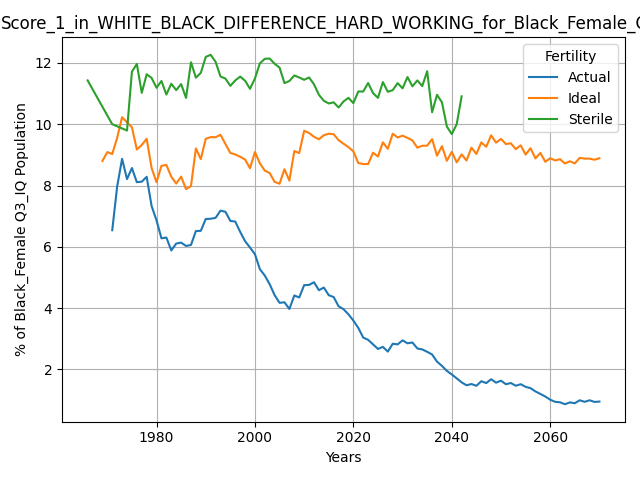 Score_1_in_WHITE_BLACK_DIFFERENCE_HARD_WORKING_for_Black_Female_
Fertility
Actual
Ideal
Sterile
12
10
8
6
4
2
% of Black_Female Q3_IQ Population
1980
2000
2020
2040
2060
Years